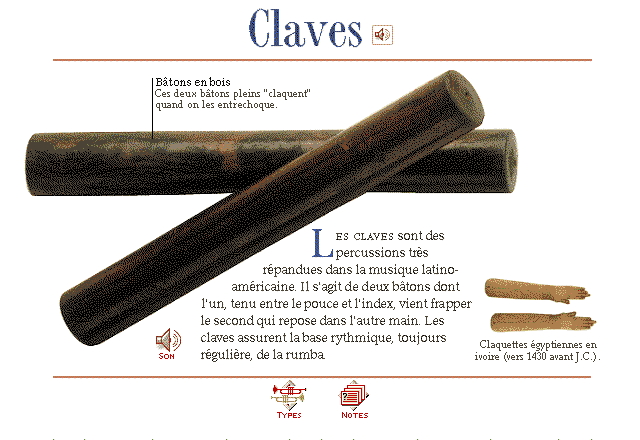 Claves
Bâtons en bois
Ces deux bâtons pleins "claquent"
quand on les entrechoque.
LES CLAVES sont des
percussions très
répandues dans la musique latino-
américaine. Il s'agit de deux bâtons dont
l'un, tenu entre le pouce et l'index, vient frapper
le second qui repose dans l'autre main. Les
claves assurent la base rythmique, toujours
régulière, de la rumba.
SON
Claquettes égyptiennes en
ivoire (vers 1430 avant J.C.).
TYPES
NOTES